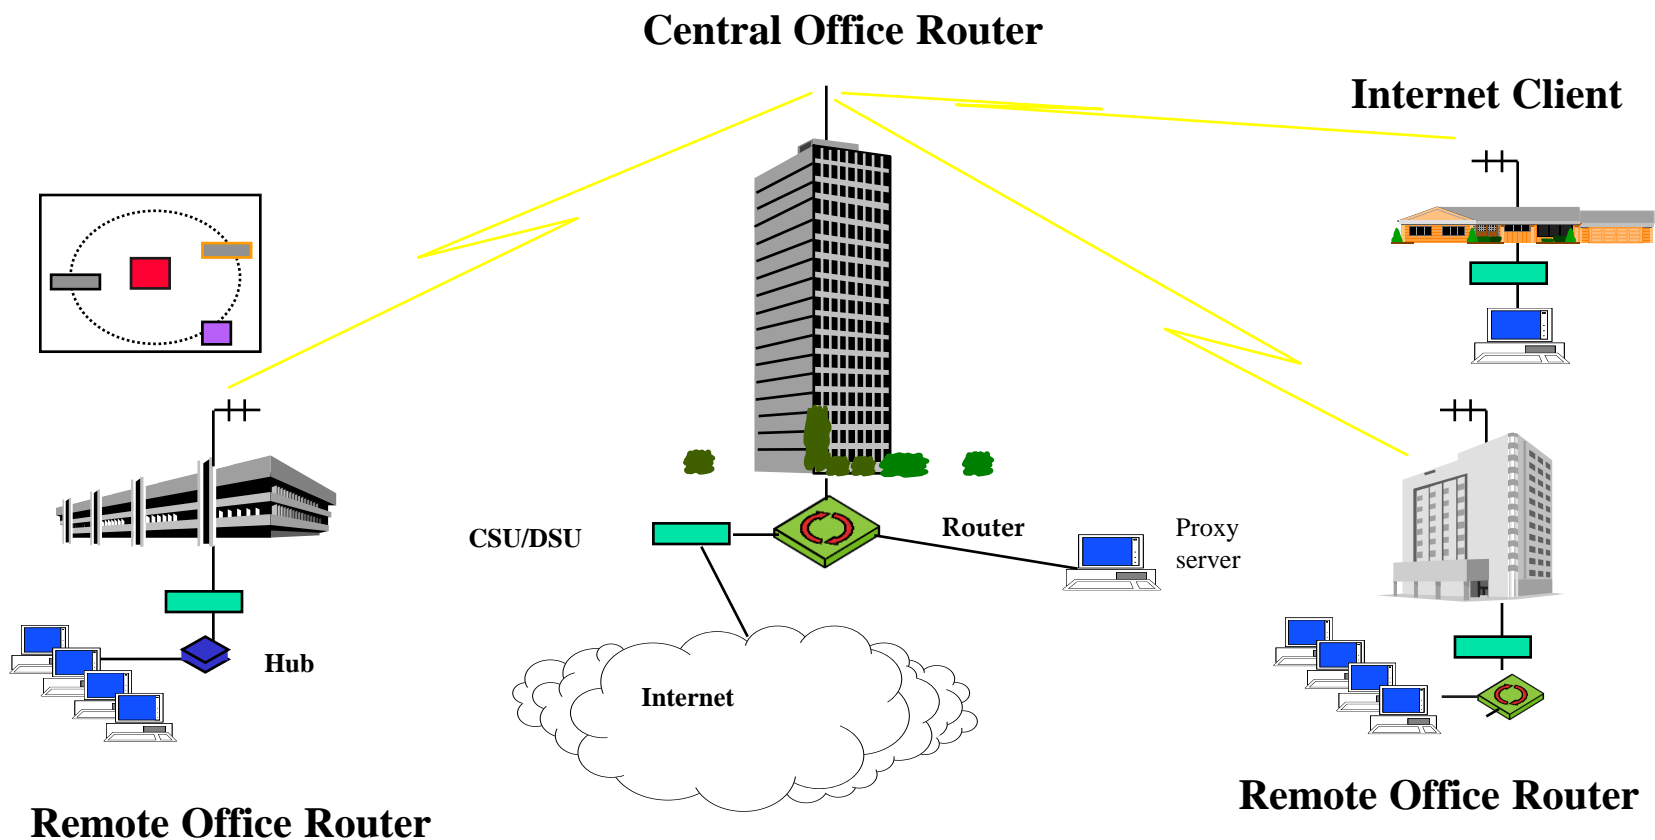 Central Office Router
Internet Client
CSU/DSU
Router
Proxy
server
Hub
Internet
Remote Office Router
Remote Office Router